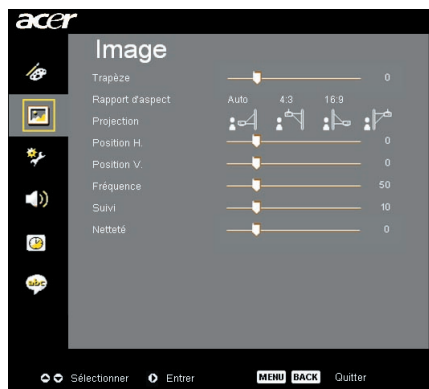 acer
Image
Trapèze 0
Rapport d'aspect Auto 4:3 16:9
Projection
Position H. 0
Position V. 0
Fréquence 50
Suivi 10
Netteté 0
abc
Sélectionner Entrer MENU BACK Quitter